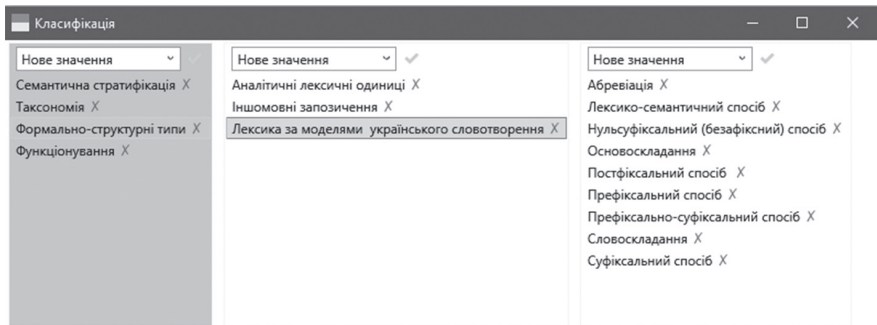 Класифікація
Нове значення
Семантична стратифікація X
Таксономія X
Формально-структурні типи X
Функціонування X
Нове значення
Аналітичні лексичні одиниці X
Іншомовні запозичення X
Лексика за моделями українського словотворення X
Нове значення
Абревіація X
Лексико-семантичний спосіб X
Нульсуфіксальний (безафіксний) спосіб X
Основоскладання X
Постфіксальний спосіб X
Префіксальний спосіб X
Префіксально-суфіксальний спосіб X
Словоскладання X
Суфіксальний спосіб X